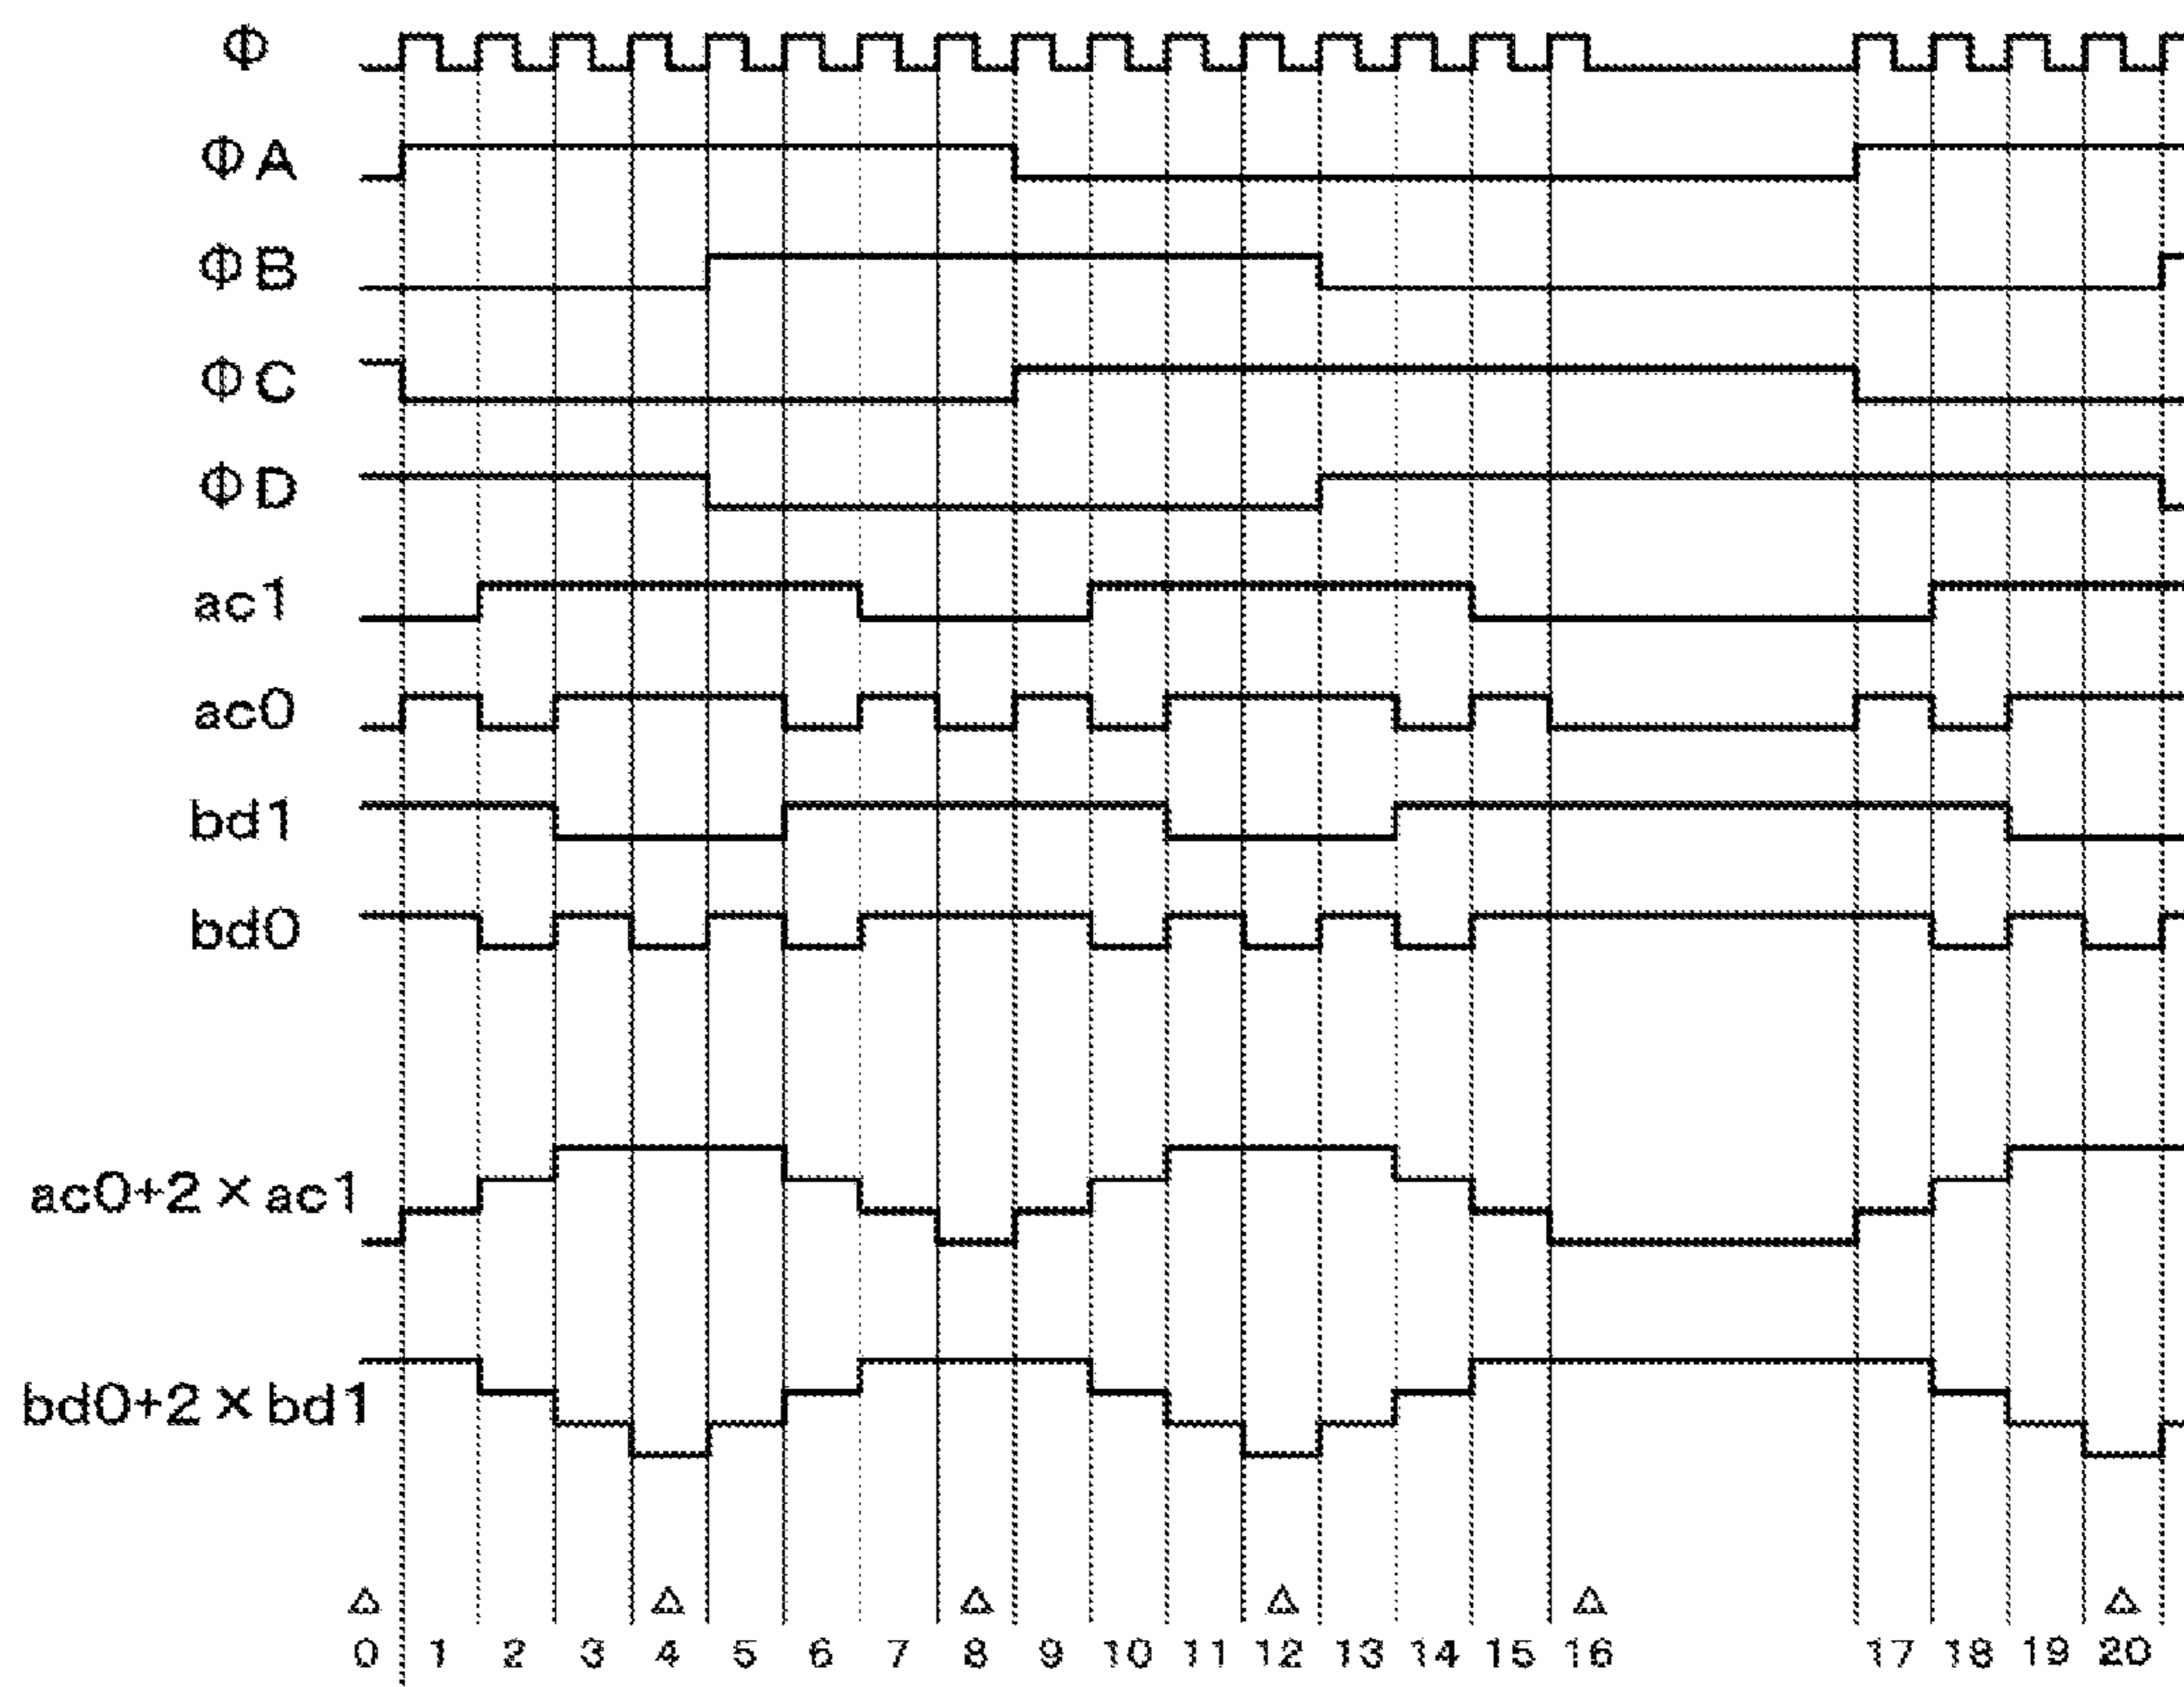 Φ
ΦA
ΦB
ΦC
ΦD
ac1
ac0
bd1
bd0
ac0+2×ac1
bd0+2×bd1
△ △ △ △ △ △
0 1 2 3 4 5 6 7 8 9 10 11 12 13 14 15 16 17 18 19 20